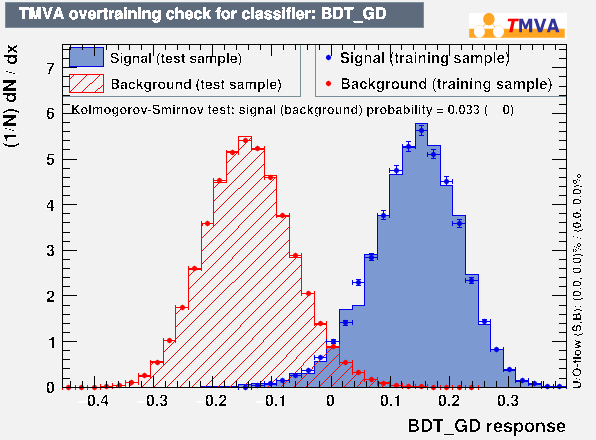 TMVA overtraining check for classifier: BDT_GD
TMVA
Signal (test sample)
Background (test sample)
Signal (training sample)
Background (training sample)
Kolmogorov-Smirnov test: signal (background) probability = 0.033 ( 0)
(1/N) dN / dx
7
6
5
4
3
2
1
0
-0.4 -0.3 -0.2 -0.1 0 0.1 0.2 0.3
BDT_GD response
U/O-flow (S,B): (0.0, 0.0)% / (0.0, 0.0)%